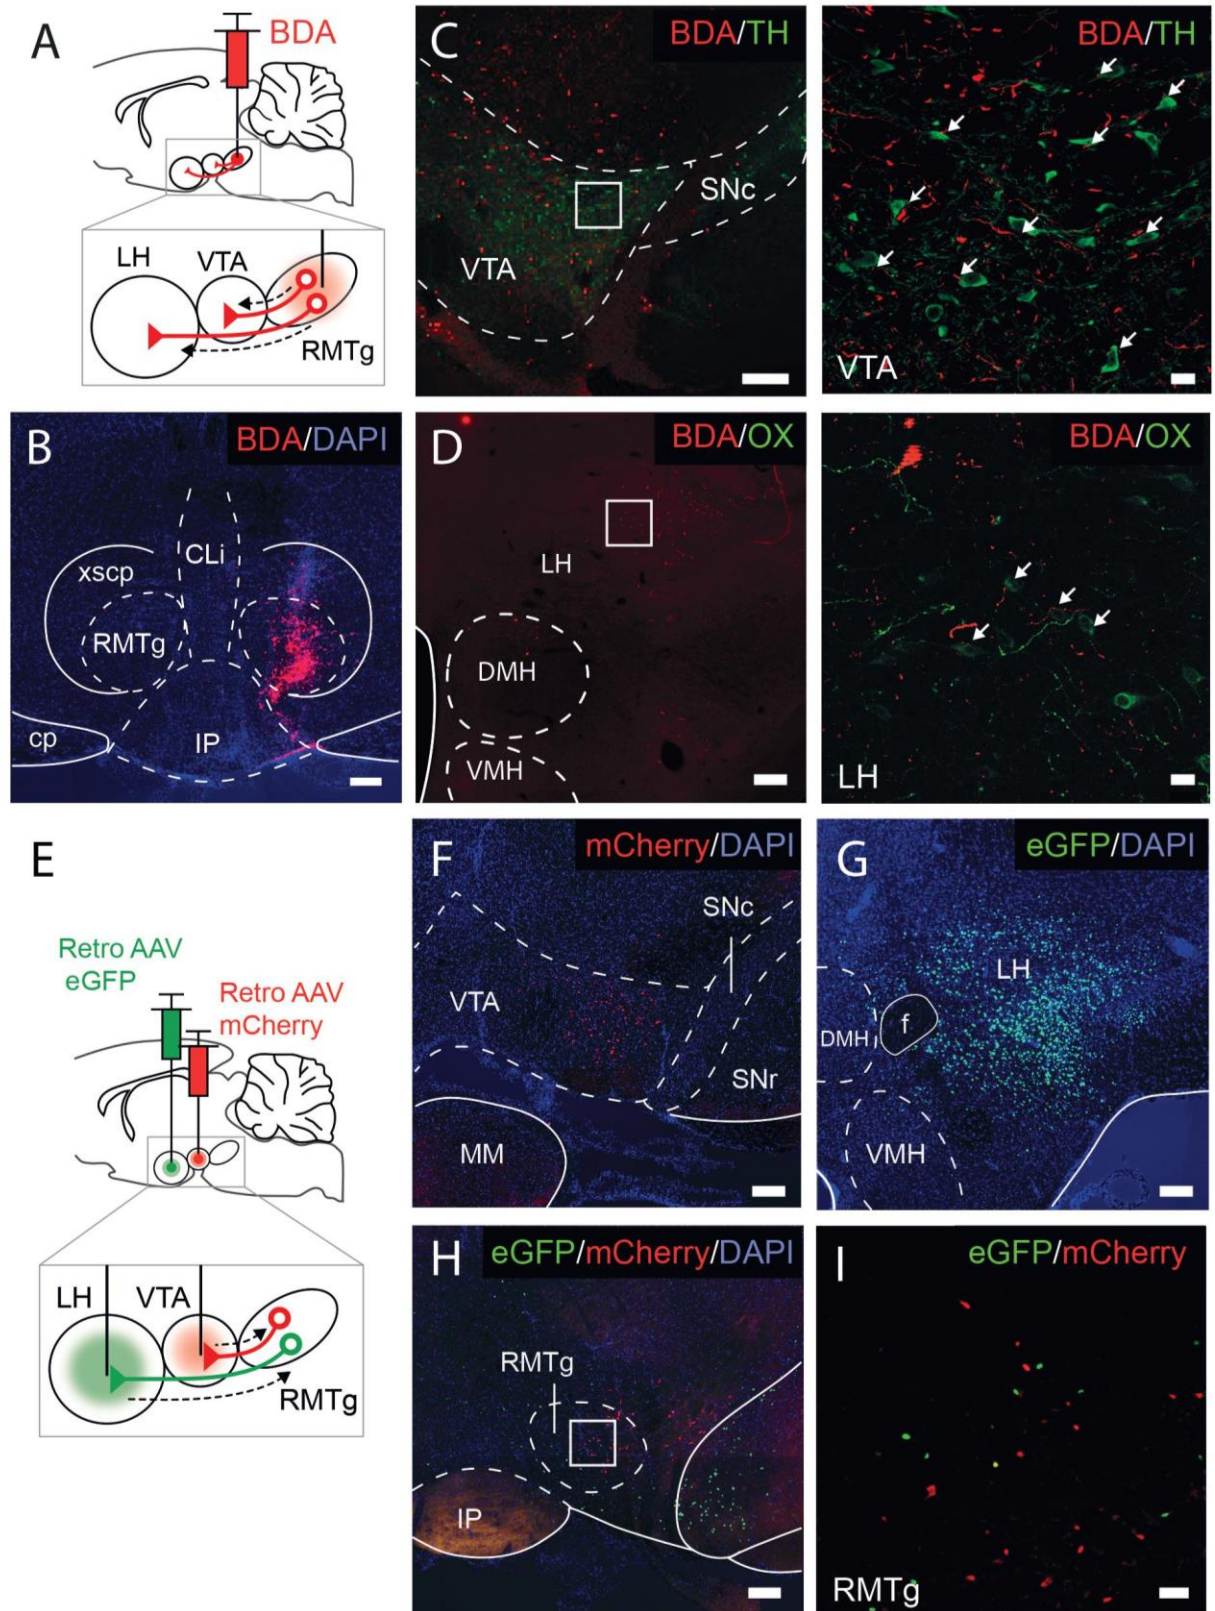 A
BDA
LH
VTA
RMTg
C
BDA/TH
SNc
VTA
BDA/TH
VTA
B
BDA/DAPI
CLi
xscp
RMTg
cp
IP
D
BDA/OX
LH
DMH
VMH
BDA/OX
LH
E
Retro AAV
eGFP
Retro AAV
mCherry
LH
VTA
RMTg
F
mCherry/DAPI
SNc
VTA
SNr
MM
G
eGFP/DAPI
LH
f
DMH
VMH
H
eGFP/mCherry/DAPI
RMTg
IP
I
eGFP/mCherry
RMTg